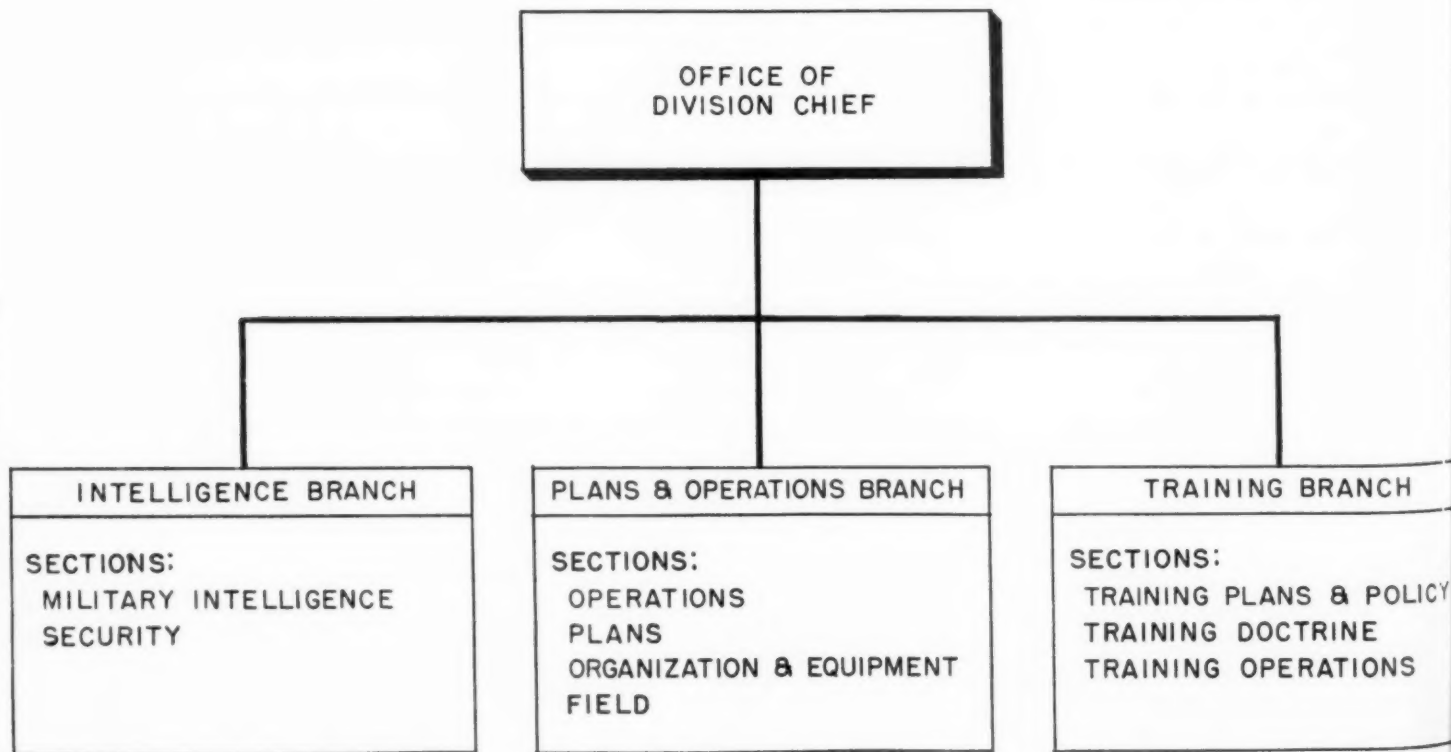 OFFICE OF
DIVISION CHIEF
INTELLIGENCE BRANCH
SECTIONS:
MILITARY INTELLIGENCE
SECURITY
PLANS & OPERATIONS BRANCH
SECTIONS:
OPERATIONS
PLANS
ORGANIZATION & EQUIPMENT
FIELD
TRAINING BRANCH
SECTIONS:
TRAINING PLANS & POLICY
TRAINING DOCTRINE
TRAINING OPERATIONS